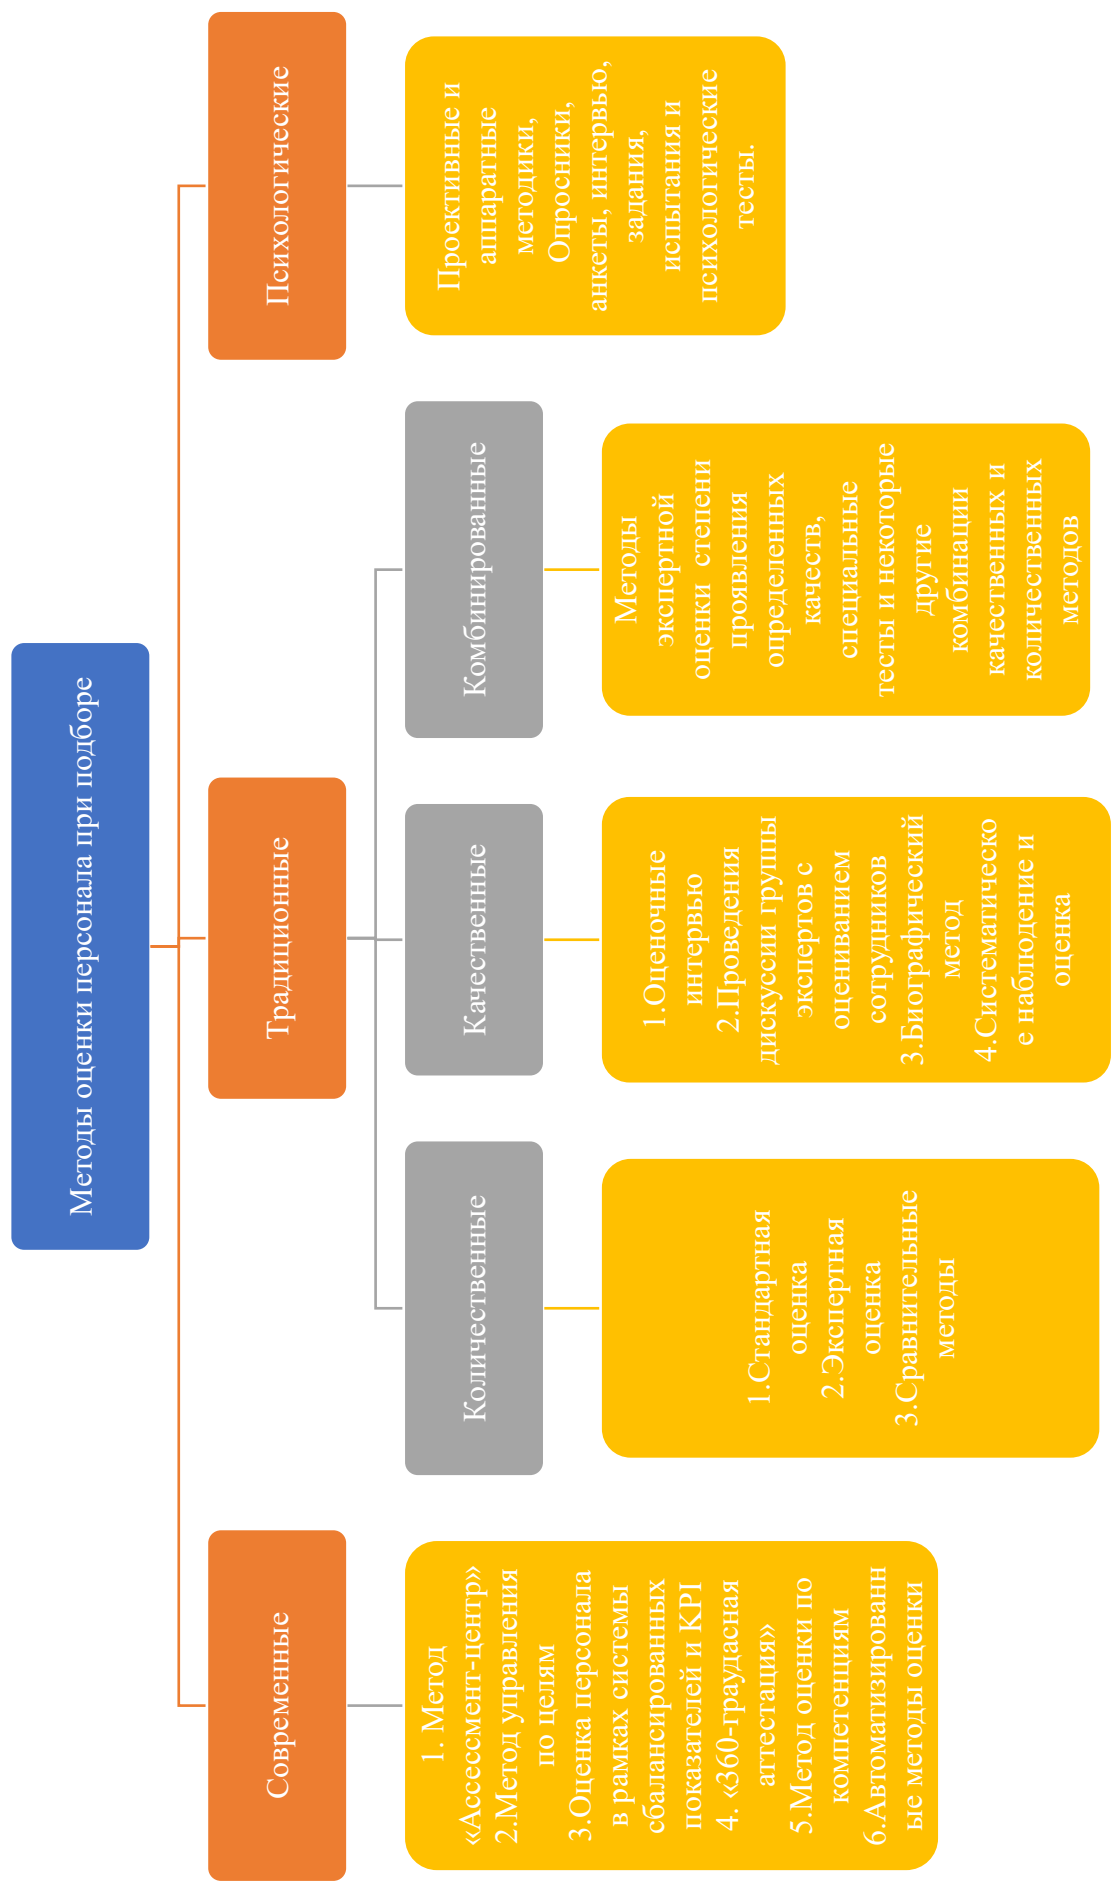 Методы оценки персонала при подборе
Современные
Традиционные
Психологические
1. Метод
«Ассессмент-центр»
2.Метод управления
по целям
3.Оценка персонала
в рамках системы
сбалансированных
показателей и KPI
4. «360-граудасная
аттестация»
5.Метод оценки по
компетенциям
6.Автоматизированн
ые методы оценки
Количественные
Качественные
Комбинированные
1.Стандартная
оценка
2.Экспертная
оценка
3.Сравнительные
методы
1.Оценочные
интервью
2.Проведения
дискуссии группы
экспертов с
оцениванием
сотрудников
3.Биографический
метод
4.Систематическо
е наблюдение и
оценка
Методы
экспертной
оценки степени
проявления
определенных
качеств,
специальные
тесты и некоторые
другие
комбинации
качественных и
количественных
методов
Проективные и
аппаратные
методики,
Опросники,
анкеты, интервью,
задания,
испытания и
психологические
тесты.